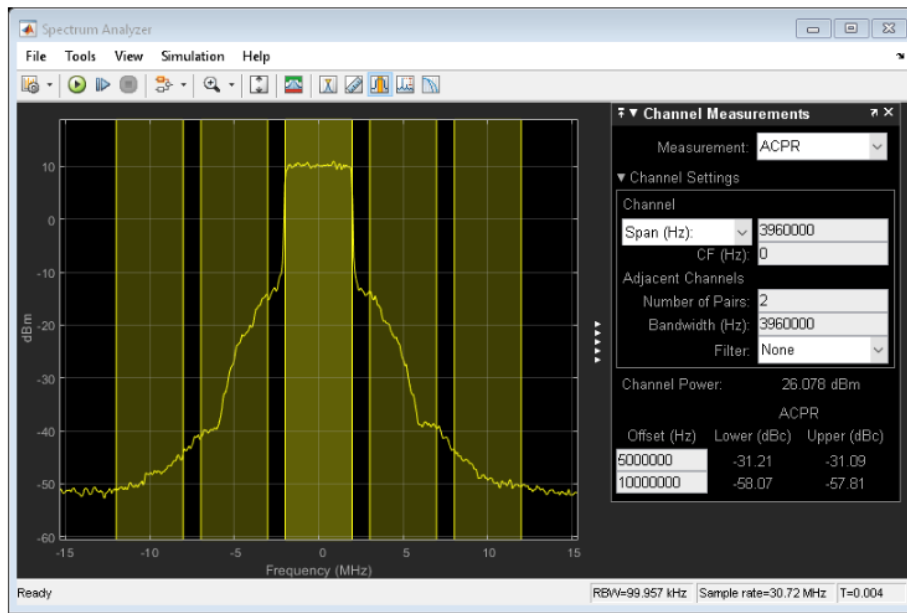 Spectrum Analyzer
File Tools View Simulation Help
Channel Measurements
Measurement: ACPR
Channel Settings
Channel
Span (Hz): 3960000
CF (Hz): 0
Adjacent Channels
Number of Pairs: 2
Bandwidth (Hz): 3960000
Filter: None
Channel Power: 26.078 dBm
ACPR
Offset (Hz) Lower (dBc) Upper (dBc)
5000000 -31.21 -31.09
10000000 -58.07 -57.81
10
0
-10
-20
-30
-40
-50
-60
dBm
-15 -10 -5 0 5 10 15
Frequency (MHz)
Ready RBW=99.957 kHz Sample rate=30.72 MHz T=0.004